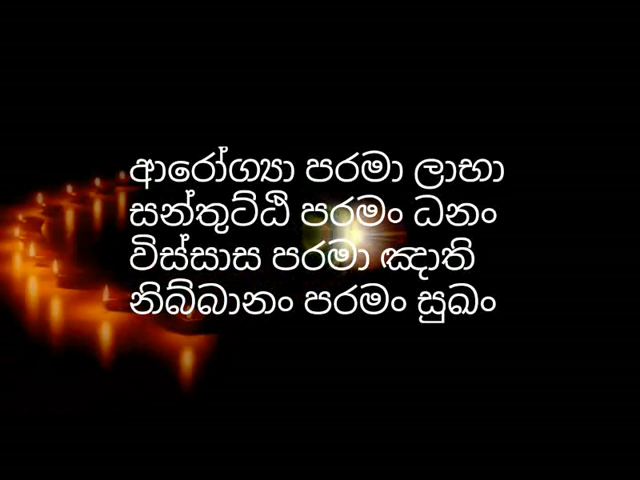 ආරෝග්‍යා පරමා ලාභා
සන්තුට්ඨි පරමං ධනං
විස්සාස පරමා ඤාති
නිබ්බානං පරමං සුඛං